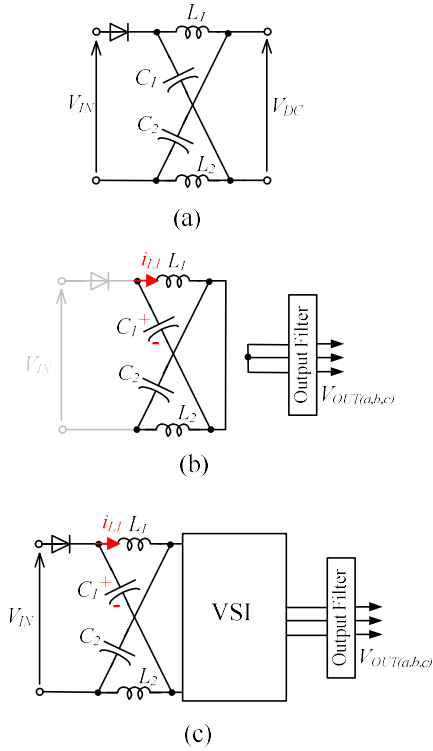 L1
C1
VIN
C2
VDC
L2
(a)
iL1
L1
C1 +
-
VIN
C2
L2
Output Filter
VOUT(a,b,c)
(b)
iL1
L1
C1 +
-
VIN
C2
VSI
L2
Output Filter
VOUT(a,b,c)
(c)